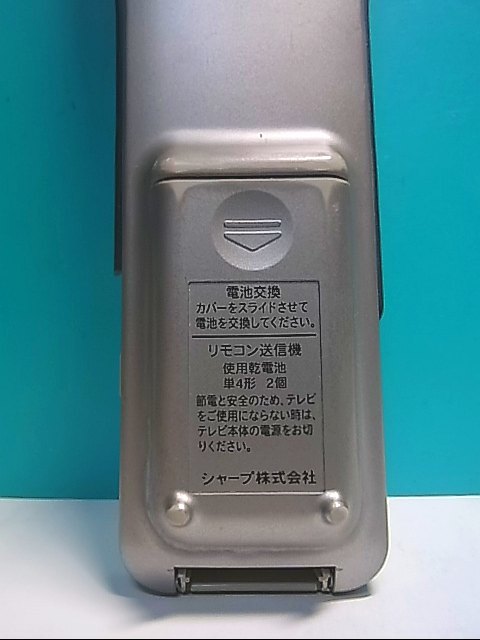 電池交換
カバーをスライドさせて
電池を交換してください。
リモコン送信機
使用乾電池
単4形 2個
節電と安全のため、テレビ
をご使用にならない時は、
テレビ本体の電源をお切
りください。
シャープ株式会社